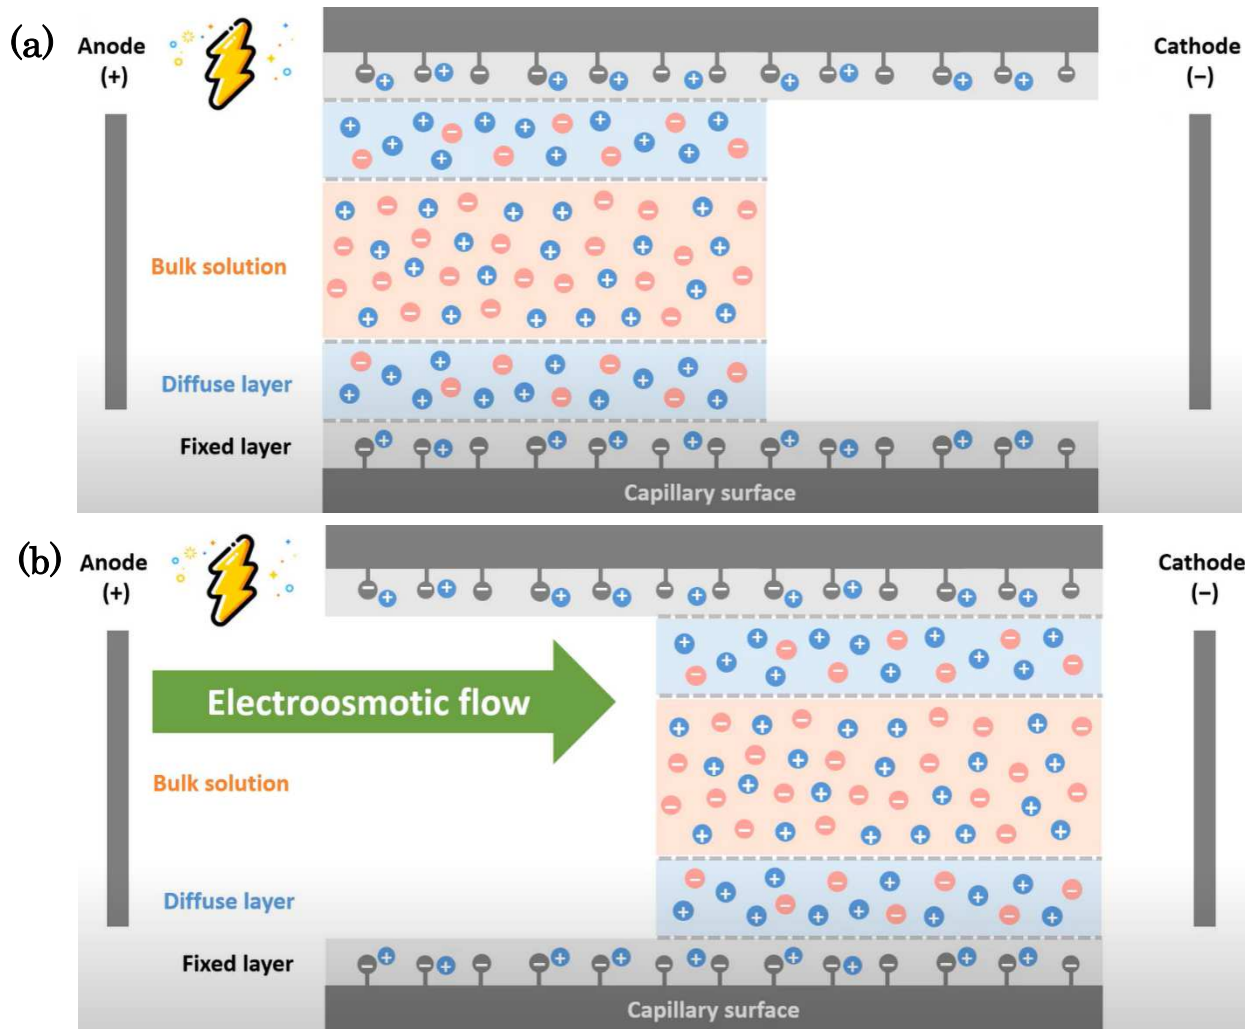 (a)
Anode
(+)
Cathode
(−)
Bulk solution
Diffuse layer
Fixed layer
Capillary surface
(b)
Anode
(+)
Cathode
(−)
Electroosmotic flow
Bulk solution
Diffuse layer
Fixed layer
Capillary surface